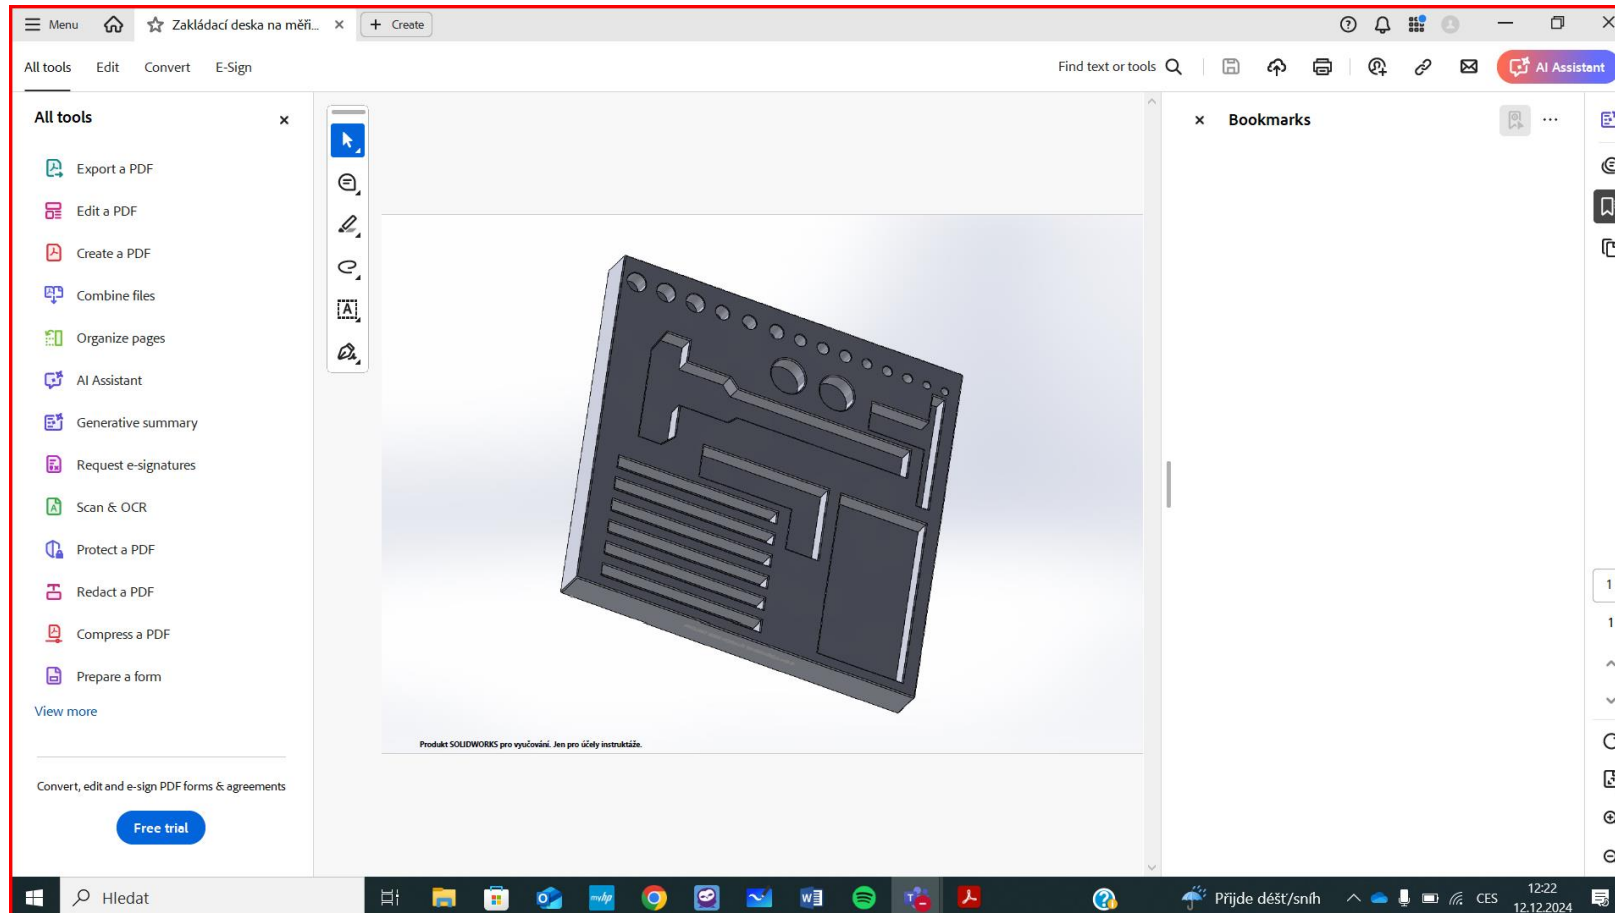 Menu
Zakládací deska na měři...
Create
All tools
Edit
Convert
E-Sign
Find text or tools
AI Assistant
All tools
Export a PDF
Edit a PDF
Create a PDF
Combine files
Organize pages
AI Assistant
Generative summary
Request e-signatures
Scan & OCR
Protect a PDF
Redact a PDF
Compress a PDF
Prepare a form
View more
Convert, edit and e-sign PDF forms & agreements
Free trial
A
Produkt SOLIDWORKS pro vyučování. Jen pro účely instruktáže.
Bookmarks
1
1
Hledat
myhp
Přijde déšť/sníh
CES
12:22
12.12.2024